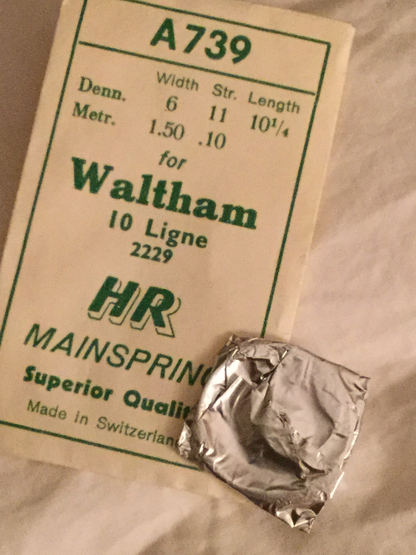 A739
Width Str. Length
Denn. 6 11 10¼
Metr. 1.50 .10
for
Waltham
10 Ligne
2229
HR
MAINSPRING
Superior Qualit
Made in Switzerlan